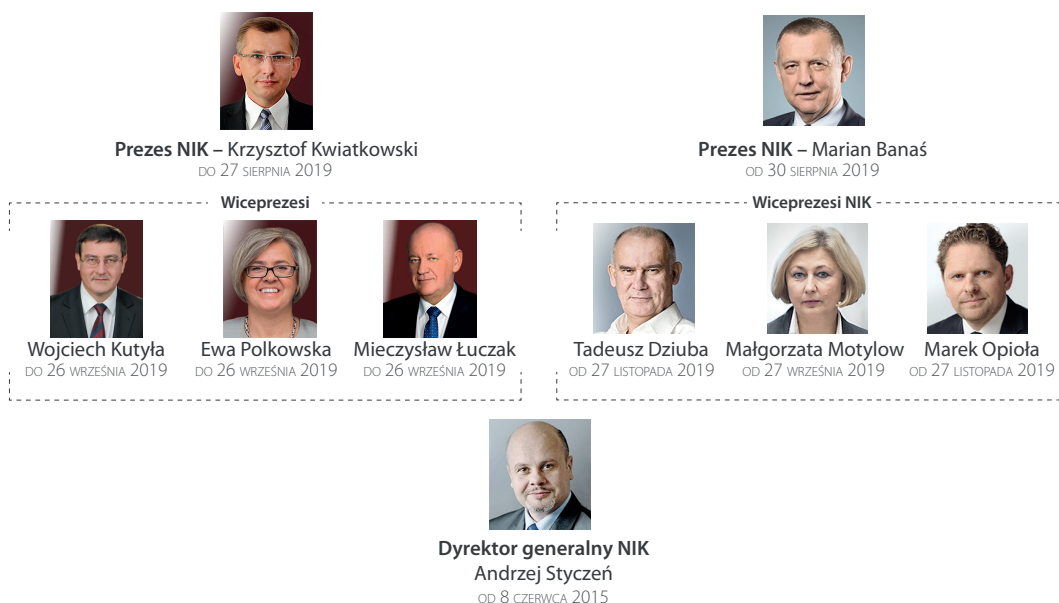 Prezes NIK – Krzysztof Kwiatkowski
DO 27 SIERPNIA 2019
Prezes NIK – Marian Banaś
OD 30 SIERPNIA 2019
Wiceprezesi
Wojciech Kutyła
DO 26 WRZEŚNIA 2019
Ewa Polkowska
DO 26 WRZEŚNIA 2019
Mieczysław Łuczak
DO 26 WRZEŚNIA 2019
Wiceprezesi NIK
Tadeusz Dziuba
OD 27 LISTOPADA 2019
Małgorzata Motylow
OD 27 WRZEŚNIA 2019
Marek Opioła
OD 27 LISTOPADA 2019
Dyrektor generalny NIK
Andrzej Styczeń
OD 8 CZERWCA 2015